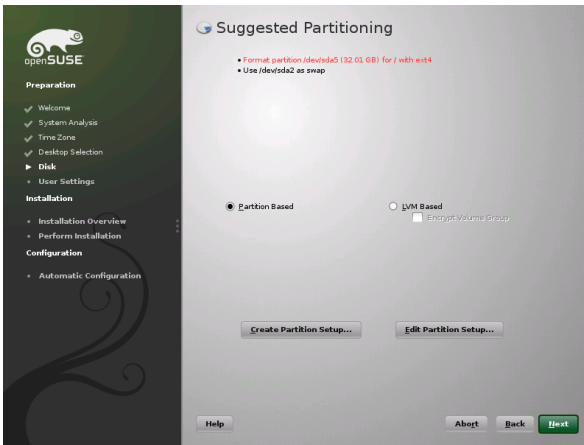 openSUSE
Preparation
Welcome
System Analysis
Time Zone
Desktop Selection
Disk
User Settings
Installation
Installation Overview
Perform Installation
Configuration
Automatic Configuration
Suggested Partitioning
Format partition /dev/sda5 (32.01 GB) for / with ext4
Use /dev/sda2 as swap
Partition Based
LVM Based
Encrypt Volume Group
Create Partition Setup...
Edit Partition Setup...
Help
Abort
Back
Next